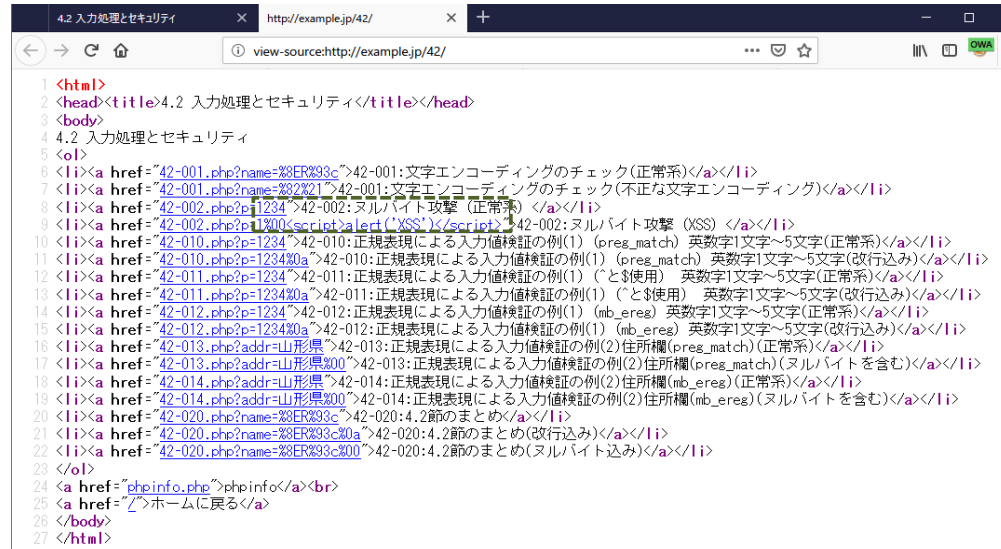 4.2 入力処理とセキュリティ
http://example.jp/42/
view-source:http://example.jp/42/
OWA
1 <html>
2 <head><title>4.2 入力処理とセキュリティ</title></head>
3 <body>
4 4.2 入力処理とセキュリティ
5 <ol>
6 <li><a href="42-001.php?name=%8ER%93c">42-001:文字エンコーディングのチェック(正常系)</a></li>
7 <li><a href="42-001.php?name=%82%21">42-001:文字エンコーディングのチェック(不正な文字エンコーディング)</a></li>
8 <li><a href="42-002.php?p=1234">42-002:ヌルバイト攻撃 (正常系) </a></li>
9 <li><a href="42-002.php?p=1%00<script>alert('XSS')</script>">42-002:ヌルバイト攻撃 (XSS) </a></li>
10 <li><a href="42-010.php?p=1234">42-010:正規表現による入力値検証の例(1) (preg_match) 英数字1文字~5文字(正常系)</a></li>
11 <li><a href="42-010.php?p=1234%0a">42-010:正規表現による入力値検証の例(1) (preg_match) 英数字1文字~5文字(改行込み)</a></li>
12 <li><a href="42-011.php?p=1234">42-011:正規表現による入力値検証の例(1) (^と$使用) 英数字1文字~5文字(正常系)</a></li>
13 <li><a href="42-011.php?p=1234%0a">42-011:正規表現による入力値検証の例(1) (^と$使用) 英数字1文字~5文字(改行込み)</a></li>
14 <li><a href="42-012.php?p=1234">42-012:正規表現による入力値検証の例(1) (mb_ereg) 英数字1文字~5文字(正常系)</a></li>
15 <li><a href="42-012.php?p=1234%0a">42-012:正規表現による入力値検証の例(1) (mb_ereg) 英数字1文字~5文字(改行込み)</a></li>
16 <li><a href="42-013.php?addr=山形県">42-013:正規表現による入力値検証の例(2)住所欄(preg_match)(正常系)</a></li>
17 <li><a href="42-013.php?addr=山形県%00">42-013:正規表現による入力値検証の例(2)住所欄(preg_match)(ヌルバイトを含む)</a></li>
18 <li><a href="42-014.php?addr=山形県">42-014:正規表現による入力値検証の例(2)住所欄(mb_ereg)(正常系)</a></li>
19 <li><a href="42-014.php?addr=山形県%00">42-014:正規表現による入力値検証の例(2)住所欄(mb_ereg)(ヌルバイトを含む)</a></li>
20 <li><a href="42-020.php?name=%8ER%93c">42-020:4.2節のまとめ</a></li>
21 <li><a href="42-020.php?name=%8ER%93c%0a">42-020:4.2節のまとめ(改行込み)</a></li>
22 <li><a href="42-020.php?name=%8ER%93c%00">42-020:4.2節のまとめ(ヌルバイト込み)</a></li>
23 </ol>
24 <a href="phpinfo.php">phpinfo</a><br>
25 <a href="/">ホームに戻る</a>
26 </body>
27 </html>